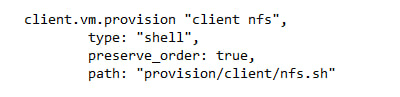 client.vm.provision "client nfs",
type: "shell",
preserve_order: true,
path: "provision/client/nfs.sh"